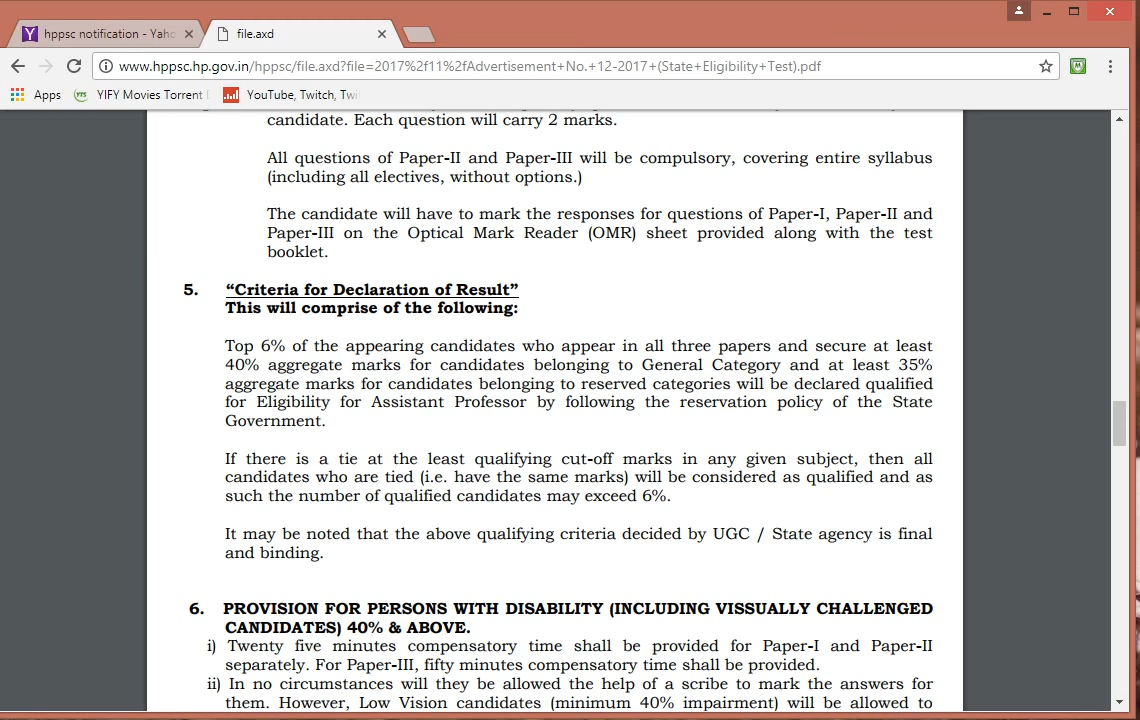 hppsc notification - Yaho
file.axd
www.hppsc.hp.gov.in/hppsc/file.axd?file=2017%2f11%2fAdvertisement+No.+12-2017+(State+Eligibility+Test).pdf
Apps YIFY Movies Torrent YouTube, Twitch, Twi
candidate. Each question will carry 2 marks.
All questions of Paper-II and Paper-III will be compulsory, covering entire syllabus
(including all electives, without options.)
The candidate will have to mark the responses for questions of Paper-I, Paper-II and
Paper-III on the Optical Mark Reader (OMR) sheet provided along with the test
booklet.
5. “Criteria for Declaration of Result”
This will comprise of the following:
Top 6% of the appearing candidates who appear in all three papers and secure at least
40% aggregate marks for candidates belonging to General Category and at least 35%
aggregate marks for candidates belonging to reserved categories will be declared qualified
for Eligibility for Assistant Professor by following the reservation policy of the State
Government.
If there is a tie at the least qualifying cut-off marks in any given subject, then all
candidates who are tied (i.e. have the same marks) will be considered as qualified and as
such the number of qualified candidates may exceed 6%.
It may be noted that the above qualifying criteria decided by UGC / State agency is final
and binding.
6. PROVISION FOR PERSONS WITH DISABILITY (INCLUDING VISSUALLY CHALLENGED
CANDIDATES) 40% & ABOVE.
i) Twenty five minutes compensatory time shall be provided for Paper-I and Paper-II
separately. For Paper-III, fifty minutes compensatory time shall be provided.
ii) In no circumstances will they be allowed the help of a scribe to mark the answers for
them. However, Low Vision candidates (minimum 40% impairment) will be allowed to